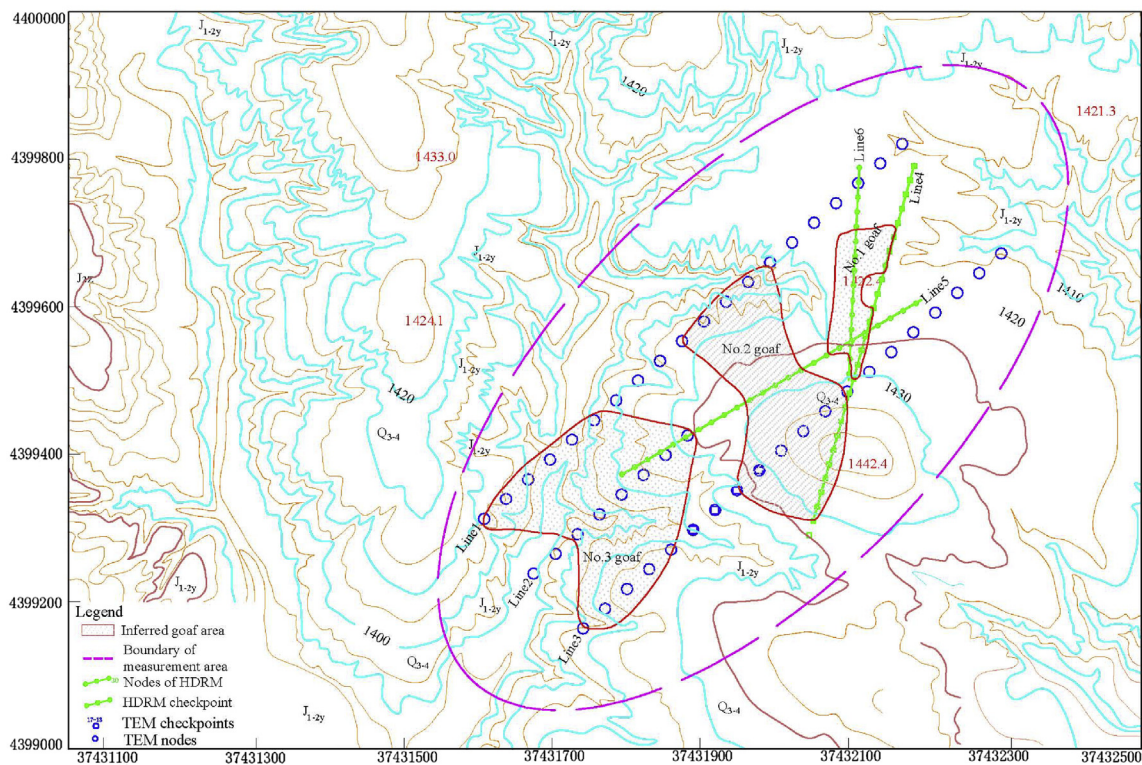 4400000
4399800
4399600
4399400
4399200
4399000
37431100
37431300
37431500
37431700
37431900
37432100
37432300
37432500
J1-2y
J1-2y
J1-2y
J1-2y
1420
1421.3
1433.0
Line6
Line4
J1-2y
J1-2y
No.1 goaf
1422.4
Line5
1410
1420
1424.1
No.2 goaf
J1-2y
1420
Q3-4
1430
Q3-4
J1-2y
1442.4
Line1
No.3 goaf
J1-2y
J1-2y
Line2
J1-2y
Line3
1400
Q3-4
J1-2y
Q3-4
Legend
Inferred goaf area
Boundary of
measurement area
Nodes of HDRM
HDRM checkpoint
TEM checkpoints
TEM nodes